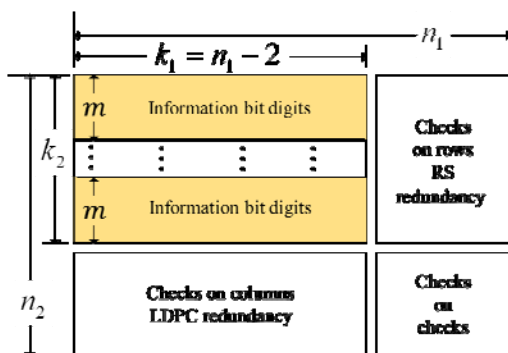 n₁
k₁ = n₁ − 2
m
Information bit digits
k₂
m
Information bit digits
Checks
on rows
RS
redundancy
n₂
Checks on columns
LDPC redundancy
Checks
on
checks